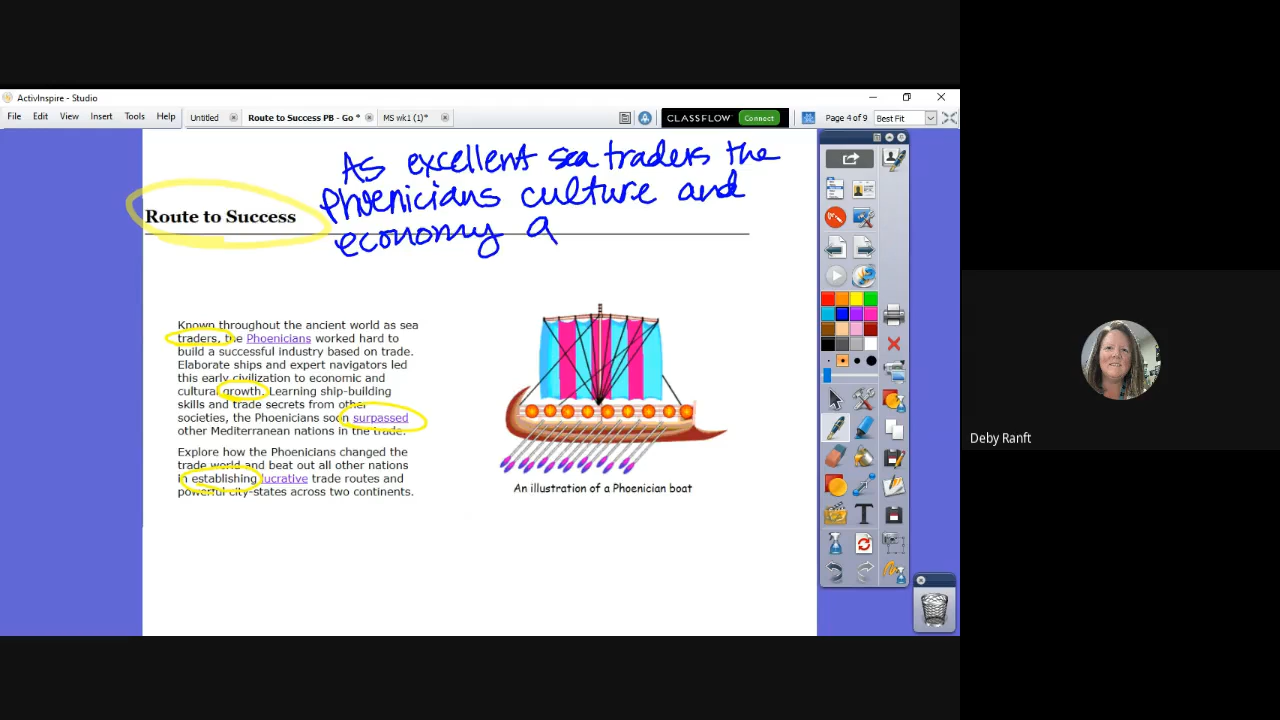 ActivInspire - Studio
File Edit View Insert Tools Help
Untitled
Route to Success PB - Go *
MS wk1 (1)*
CLASSFLOW Connect
Page 4 of 9
Best Fit
As excellent sea traders the
Phoenicians culture and
economy a
Route to Success
Known throughout the ancient world as sea
traders, the Phoenicians worked hard to
build a successful industry based on trade.
Elaborate ships and expert navigators led
this early civilization to economic and
cultural growth. Learning ship-building
skills and trade secrets from other
societies, the Phoenicians soon surpassed
other Mediterranean nations in the trade.
Explore how the Phoenicians changed the
trade world and beat out all other nations
in establishing lucrative trade routes and
powerful city-states across two continents.
An illustration of a Phoenician boat
Deby Ranft